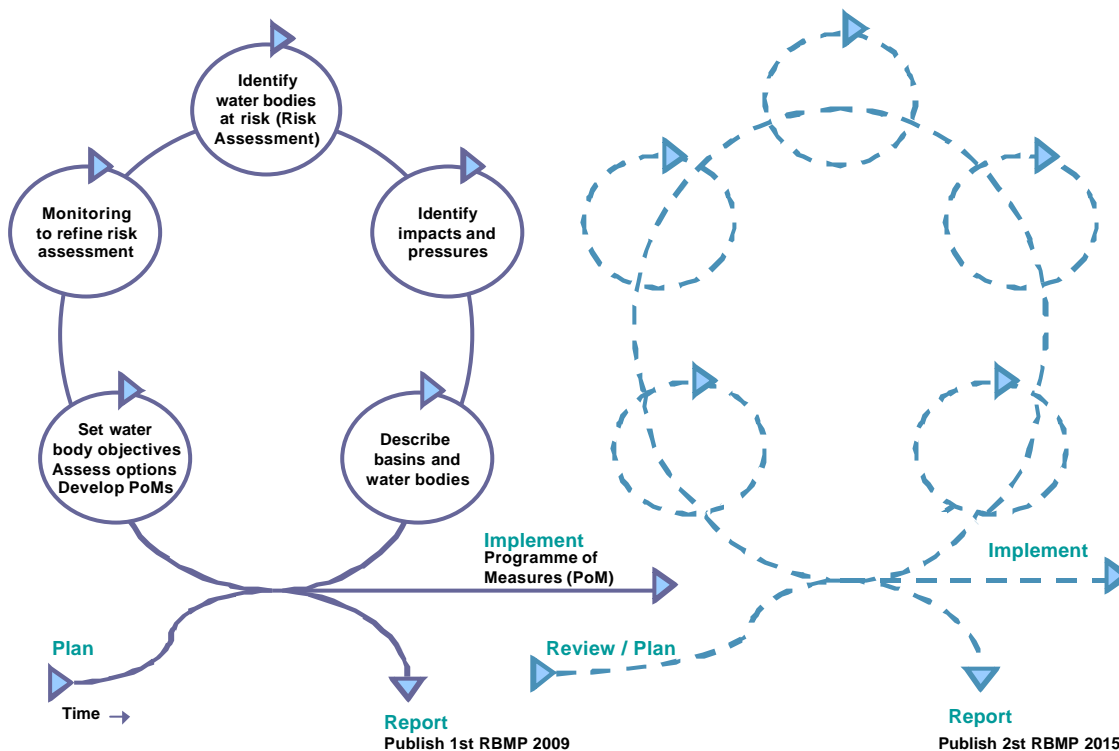 Identify
water bodies
at risk (Risk
Assessment)
Monitoring
to refine risk
assessment
Identify
impacts and
pressures
Set water
body objectives
Assess options
Develop PoMs
Describe
basins and
water bodies
Implement
Programme of
Measures (PoM)
Plan
Time
Report
Publish 1st RBMP 2009
Implement
Review / Plan
Report
Publish 2st RBMP 2015